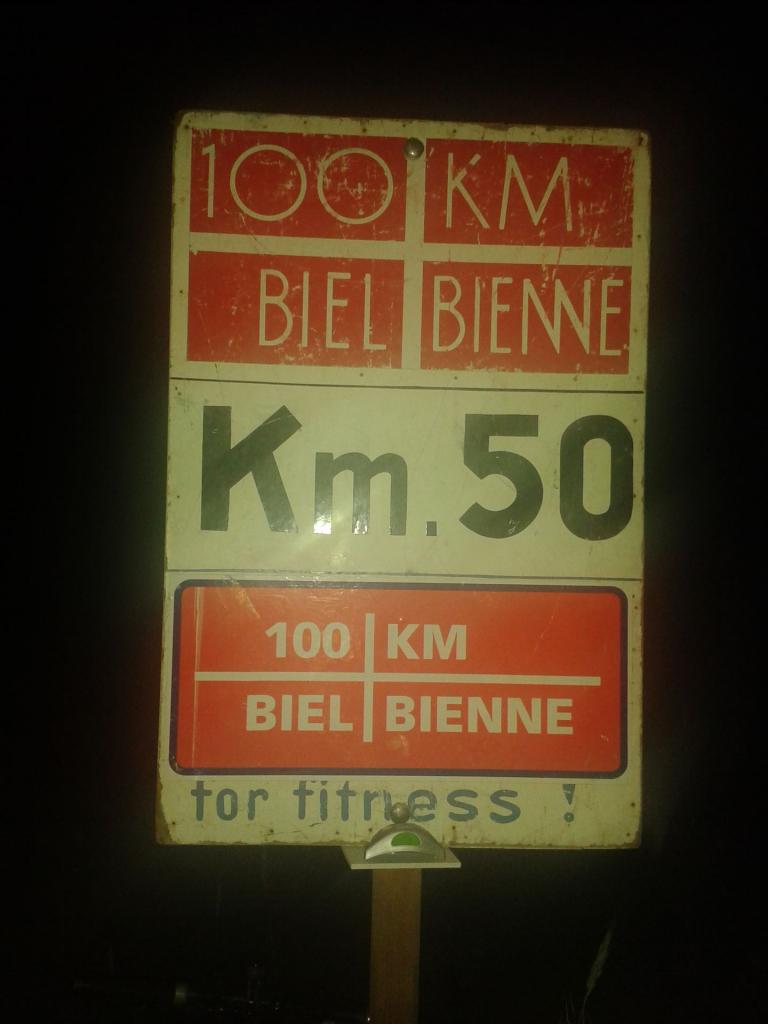 100 KM
BIEL BIENNE
Km. 50
100 KM
BIEL BIENNE
for fitness !